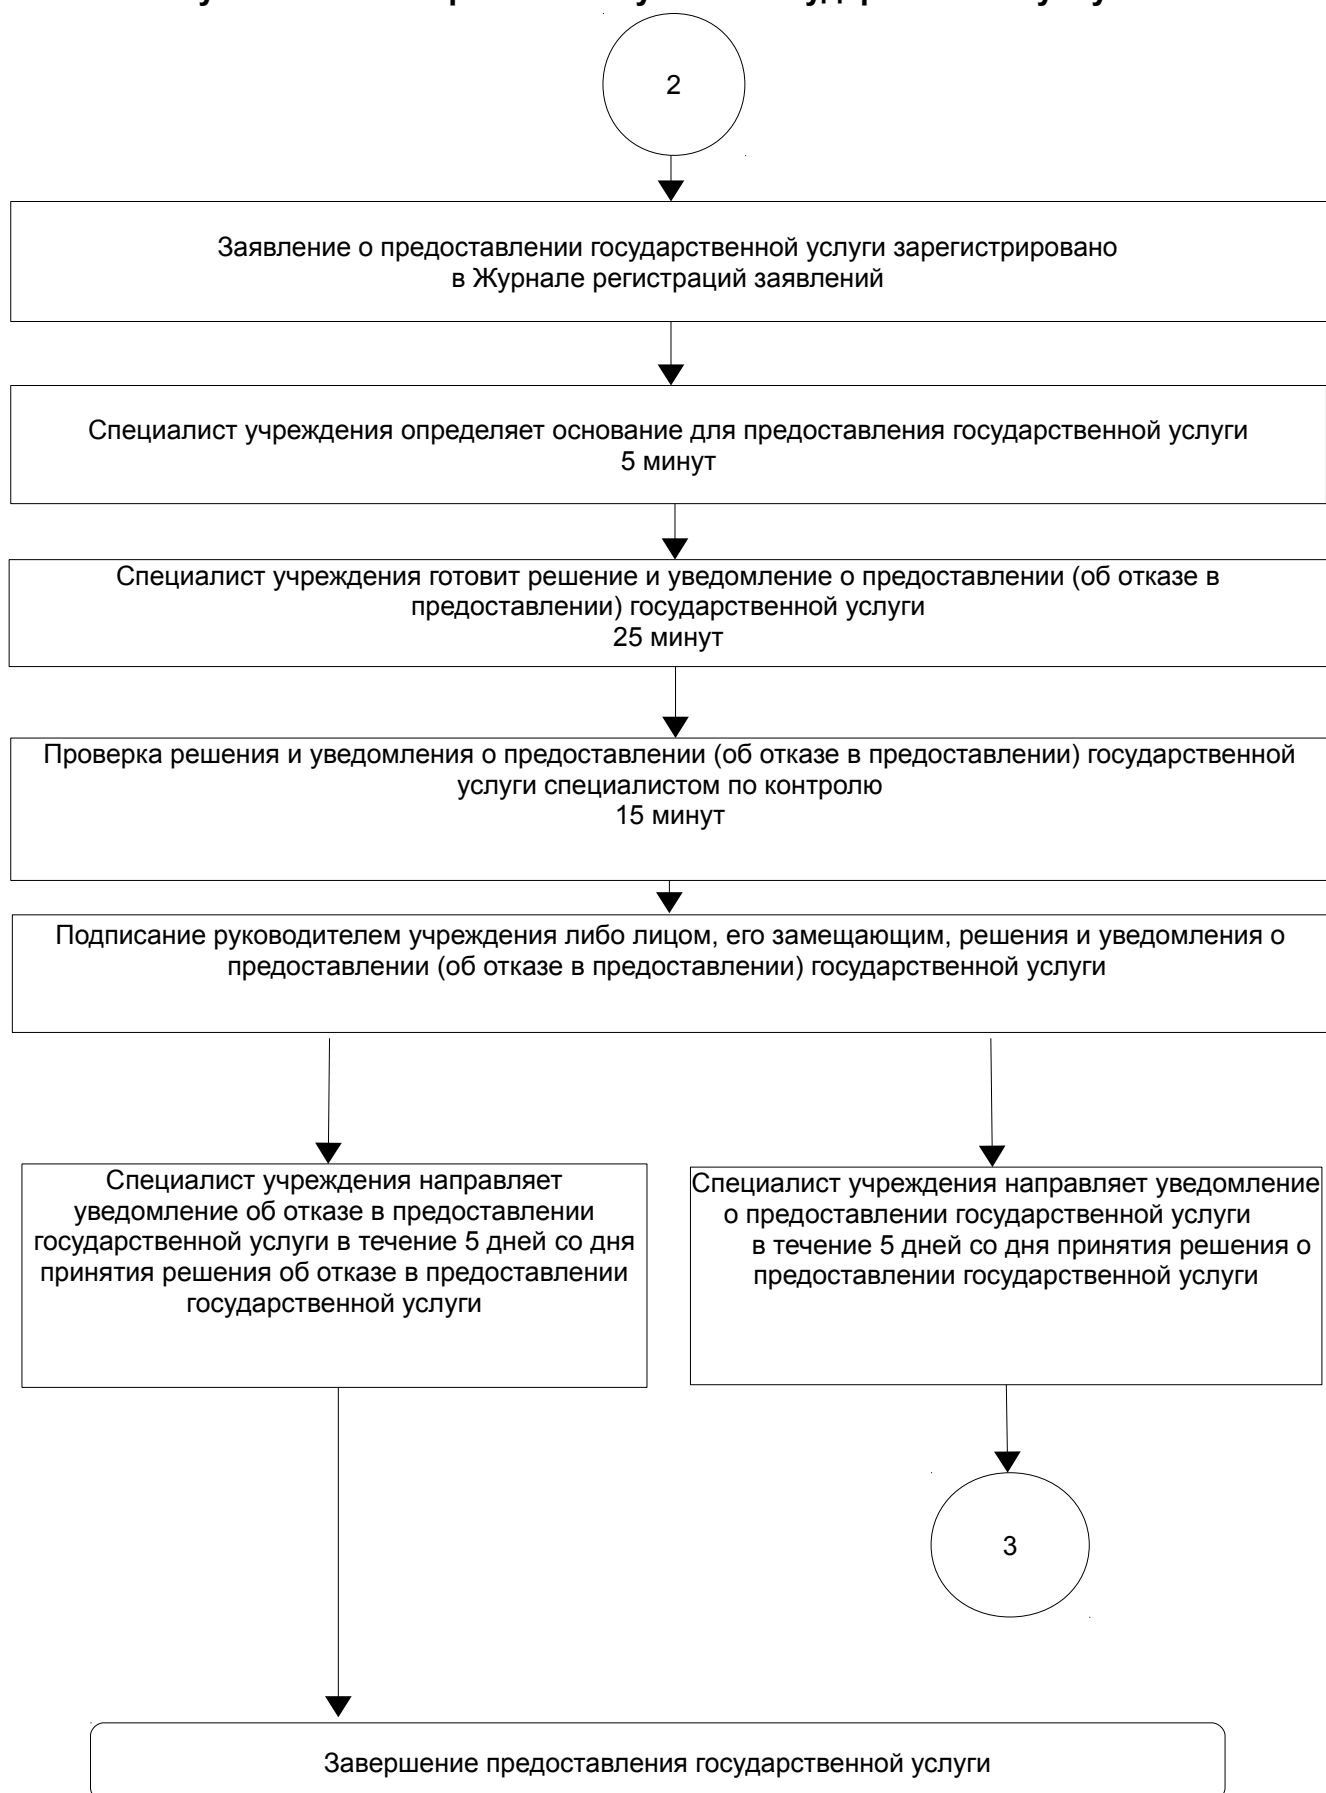 2
Заявление о предоставлении государственной услуги зарегистрировано
в Журнале регистраций заявлений
Специалист учреждения определяет основание для предоставления государственной услуги
5 минут
Специалист учреждения готовит решение и уведомление о предоставлении (об отказе в
предоставлении) государственной услуги
25 минут
Проверка решения и уведомления о предоставлении (об отказе в предоставлении) государственной
услуги специалистом по контролю
15 минут
Подписание руководителем учреждения либо лицом, его замещающим, решения и уведомления о
предоставлении (об отказе в предоставлении) государственной услуги
Специалист учреждения направляет
уведомление об отказе в предоставлении
государственной услуги в течение 5 дней со дня
принятия решения об отказе в предоставлении
государственной услуги
Специалист учреждения направляет уведомление
о предоставлении государственной услуги
в течение 5 дней со дня принятия решения о
предоставлении государственной услуги
3
Завершение предоставления государственной услуги